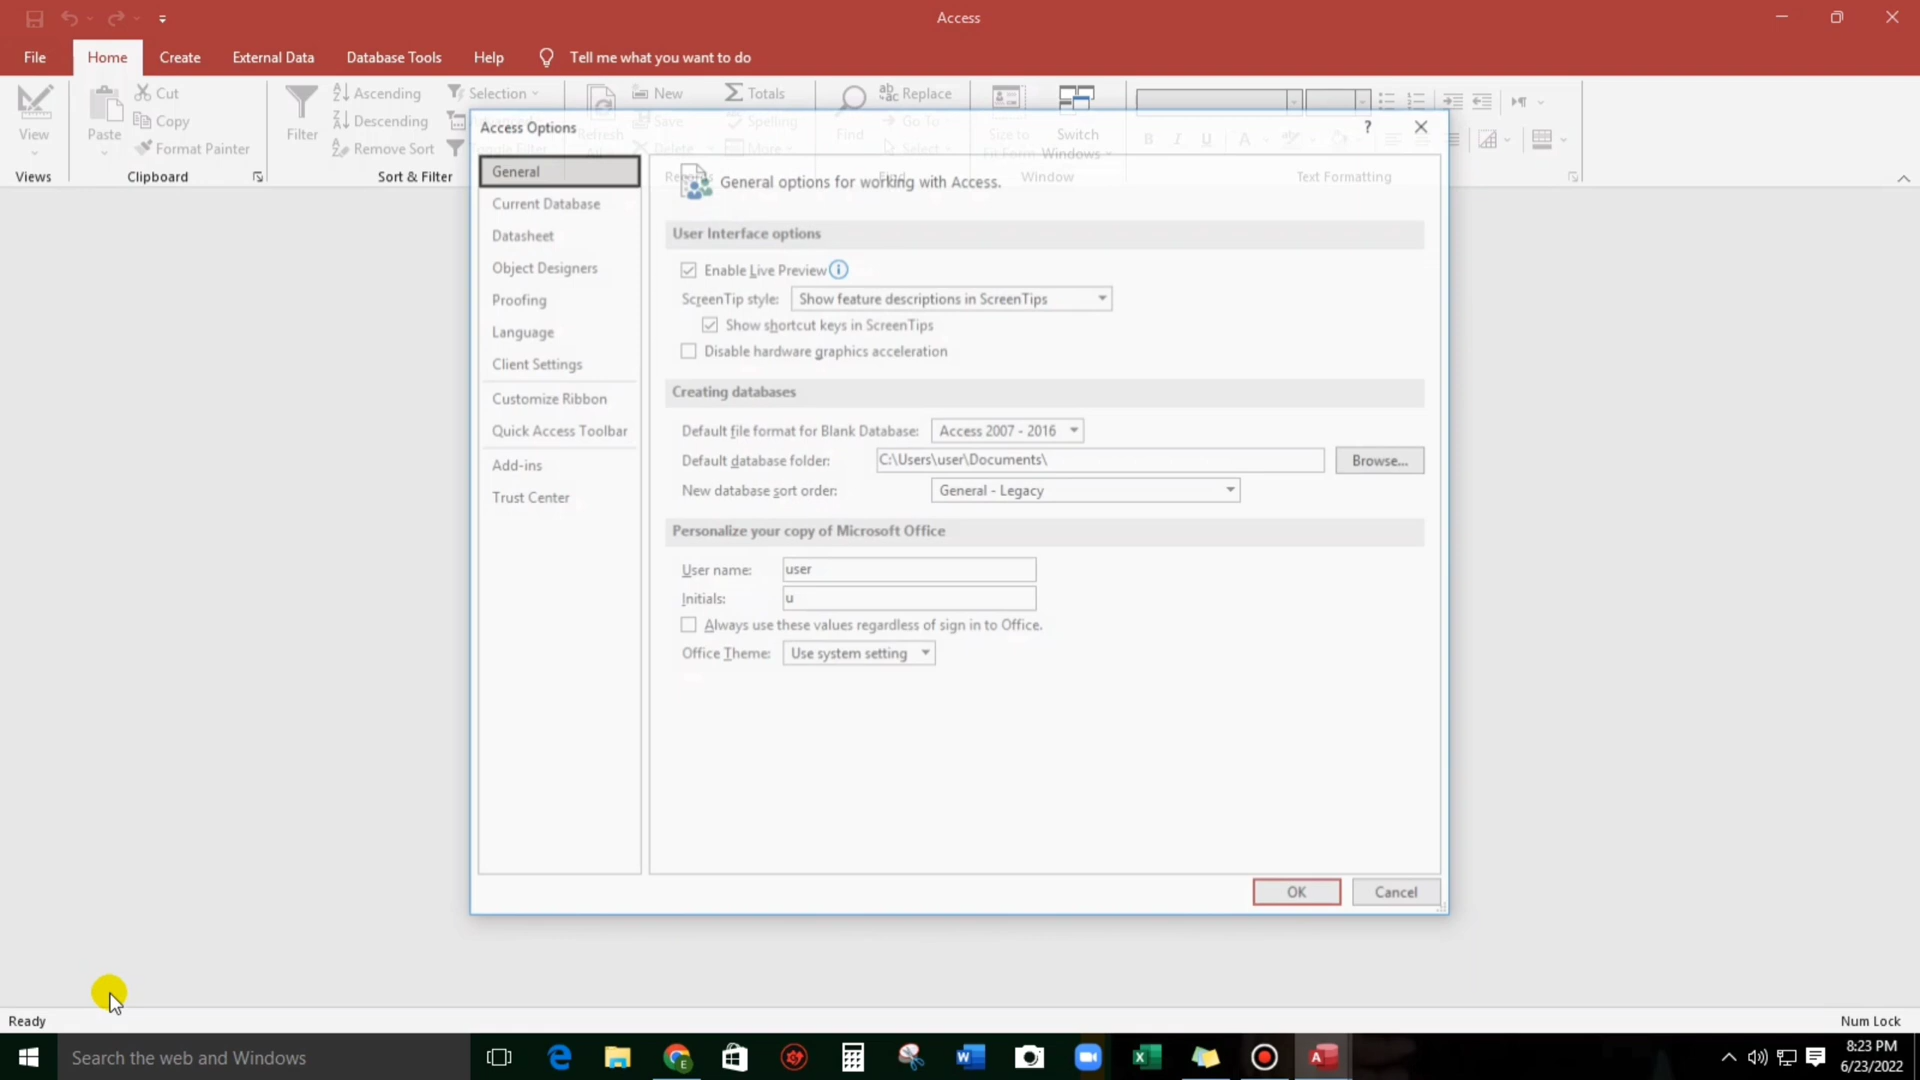 Access
File Home Create External Data Database Tools Help Tell me what you want to do
View
Paste
Cut
Copy
Format Painter
Filter
Ascending
Descending
Remove Sort
Selection
Refresh
New
Save
Delete
Totals
Spelling
More
Find
Replace
Go To
Select
Size to
Switch
Windows
Views Clipboard Sort & Filter Window Text Formatting
Access Options
General
Current Database
Datasheet
Object Designers
Proofing
Language
Client Settings
Customize Ribbon
Quick Access Toolbar
Add-ins
Trust Center
General options for working with Access.
User Interface options
Enable Live Preview
ScreenTip style: Show feature descriptions in ScreenTips
Show shortcut keys in ScreenTips
Disable hardware graphics acceleration
Creating databases
Default file format for Blank Database: Access 2007 - 2016
Default database folder: C:\Users\user\Documents\ Browse...
New database sort order: General - Legacy
Personalize your copy of Microsoft Office
User name: user
Initials: u
Always use these values regardless of sign in to Office.
Office Theme: Use system setting
OK Cancel
Ready Num Lock
Search the web and Windows
8:23 PM
6/23/2022